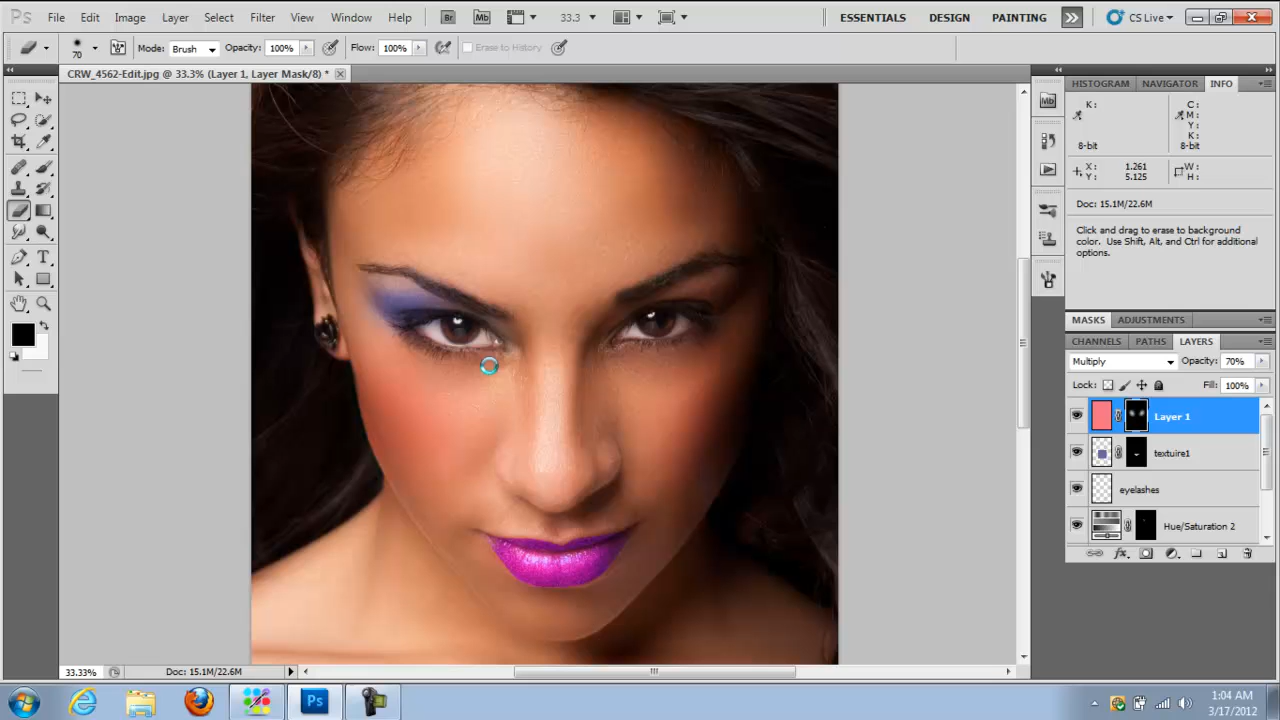 Ps File Edit Image Layer Select Filter View Window Help Br Mb 33.3 ESSENTIALS DESIGN PAINTING CS Live
70 Mode: Brush Opacity: 100% Flow: 100% Erase to History
CRW_4562-Edit.jpg @ 33.3% (Layer 1, Layer Mask/8) *
HISTOGRAM NAVIGATOR INFO
Mb
K: C:
M:
Y:
K:
8-bit 8-bit
X: 1.261 W:
Y: 5.125 H:
Doc: 15.1M/22.6M
Click and drag to erase to background
color. Use Shift, Alt, and Ctrl for additional
options.
MASKS ADJUSTMENTS
CHANNELS PATHS LAYERS
Multiply Opacity: 70%
Lock: Fill: 100%
Layer 1
textuire1
eyelashes
Hue/Saturation 2
33.33% Doc: 15.1M/22.6M
Ps
1:04 AM
3/17/2012